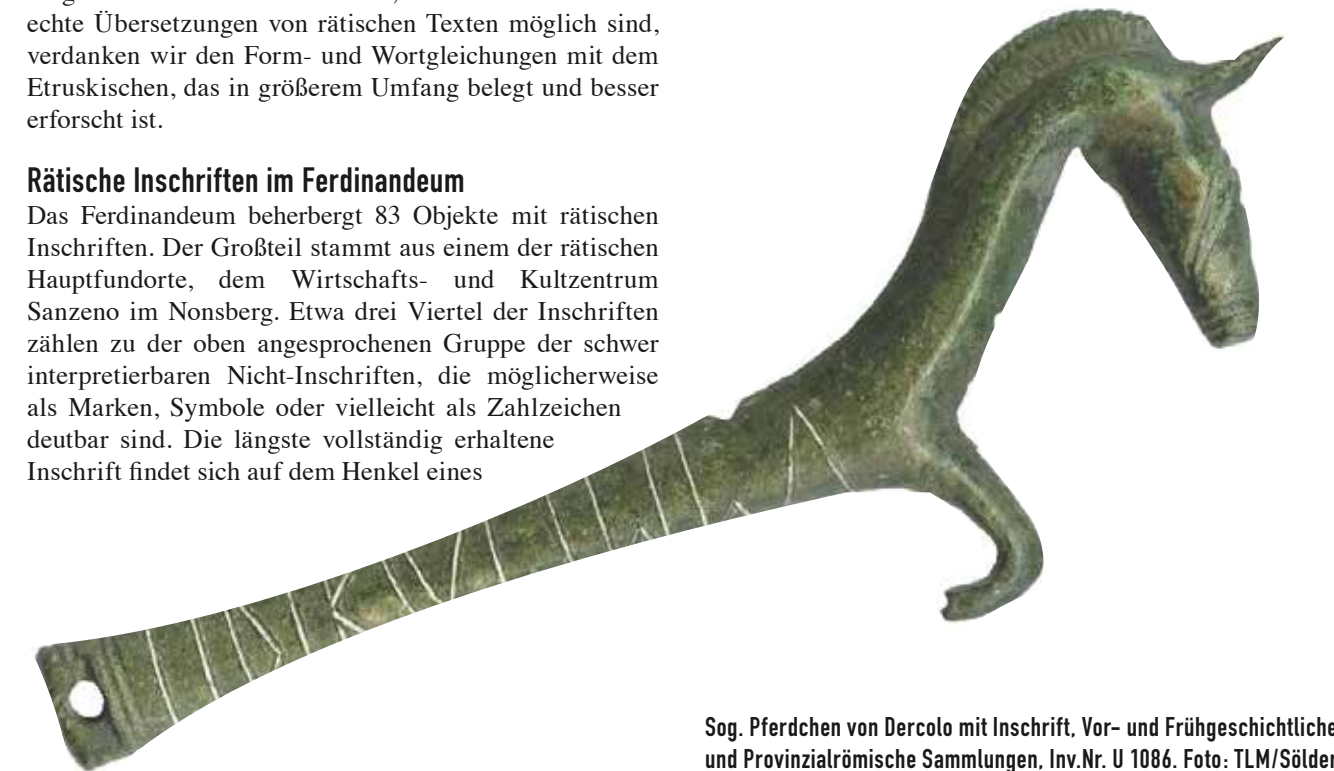 echte Übersetzungen von rätischen Texten möglich sind,
verdanken wir den Form- und Wortgleichungen mit dem
Etruskischen, das in größerem Umfang belegt und besser
erforscht ist.
Rätische Inschriften im Ferdinandeum
Das Ferdinandeum beherbergt 83 Objekte mit rätischen
Inschriften. Der Großteil stammt aus einem der rätischen
Hauptfundorte, dem Wirtschafts- und Kultzentrum
Sanzeno im Nonsberg. Etwa drei Viertel der Inschriften
zählen zu der oben angesprochenen Gruppe der schwer
interpretierbaren Nicht-Inschriften, die möglicherweise
als Marken, Symbole oder vielleicht als Zahlzeichen
deutbar sind. Die längste vollständig erhaltene
Inschrift findet sich auf dem Henkel eines
Sog. Pferdchen von Dercolo mit Inschrift, Vor- und Frühgeschichtliche
und Provinzialrömische Sammlungen, Inv.Nr. U 1086. Foto: TLM/Sölder